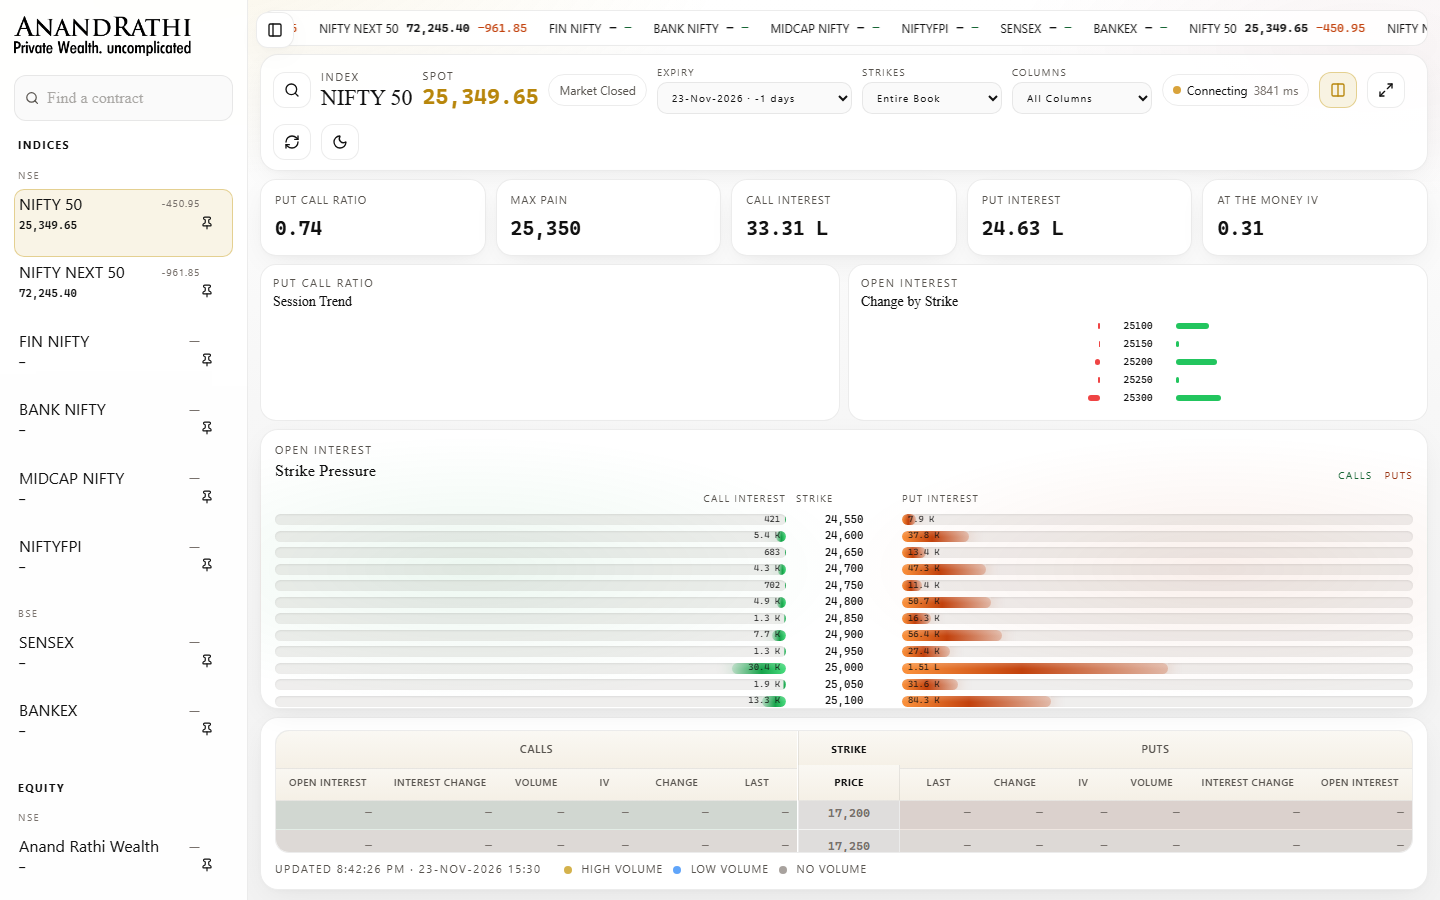 ANANDRATHI
Private Wealth. uncomplicated
Find a contract
INDICES
NSE
NIFTY 50 -450.95
25,349.65
NIFTY NEXT 50 -961.85
72,245.40
FIN NIFTY —
–
BANK NIFTY —
–
MIDCAP NIFTY —
–
NIFTYFPI —
–
BSE
SENSEX —
–
BANKEX —
–
EQUITY
NSE
Anand Rathi Wealth —
–
NIFTY NEXT 50 72,245.40 -961.85 FIN NIFTY – – BANK NIFTY – – MIDCAP NIFTY – – NIFTYFPI – – SENSEX – – BANKEX – – NIFTY 50 25,349.65 -450.95 NIFTY N
INDEX
NIFTY 50
SPOT
25,349.65
Market Closed
EXPIRY
23-Nov-2026 · -1 days
STRIKES
Entire Book
COLUMNS
All Columns
Connecting 3841 ms
PUT CALL RATIO
0.74
MAX PAIN
25,350
CALL INTEREST
33.31 L
PUT INTEREST
24.63 L
AT THE MONEY IV
0.31
PUT CALL RATIO
Session Trend
OPEN INTEREST
Change by Strike
25100
25150
25200
25250
25300
OPEN INTEREST
Strike Pressure
CALLS PUTS
CALL INTEREST STRIKE PUT INTEREST
421 24,550 7.9 K
5.4 K 24,600 37.8 K
683 24,650 13.4 K
4.3 K 24,700 47.3 K
702 24,750 11.4 K
4.9 K 24,800 50.7 K
1.3 K 24,850 16.3 K
7.7 K 24,900 56.4 K
1.3 K 24,950 27.4 K
30.4 K 25,000 1.51 L
1.9 K 25,050 31.6 K
13.3 K 25,100 84.3 K
CALLS STRIKE PUTS
OPEN INTEREST INTEREST CHANGE VOLUME IV CHANGE LAST PRICE LAST CHANGE IV VOLUME INTEREST CHANGE OPEN INTEREST
— — — — — — 17,200 — — — — — —
— — — — — — 17,250 — — — — — —
UPDATED 8:42:26 PM · 23-NOV-2026 15:30 HIGH VOLUME LOW VOLUME NO VOLUME